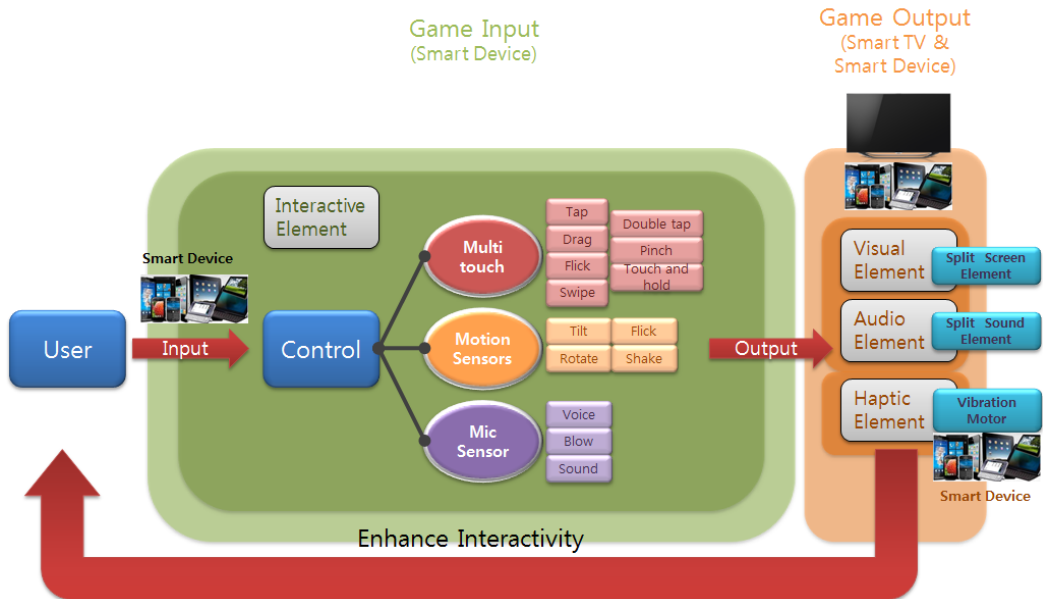 Game Input
(Smart Device)
Game Output
(Smart TV &
Smart Device)
Interactive
Element
Smart Device
User
Input
Control
Multi
touch
Tap
Drag
Flick
Swipe
Double tap
Pinch
Touch and
hold
Motion
Sensors
Tilt
Flick
Rotate
Shake
Mic
Sensor
Voice
Blow
Sound
Output
Visual
Element
Split Screen
Element
Audio
Element
Split Sound
Element
Haptic
Element
Vibration
Motor
Smart Device
Enhance Interactivity